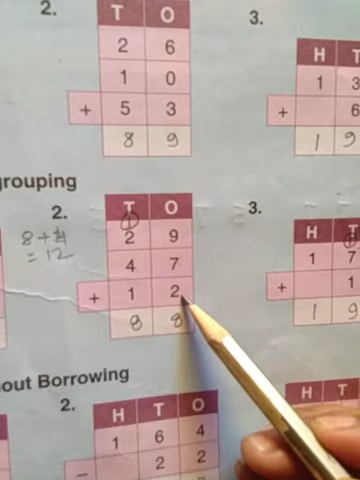 2.
T O
2 6
1 0
+ 5 3
8 9
3.
H T
1 3
+ 6
1 9
grouping
2.
T O
1
2 9
4 7
+ 1 2
8 8
8+4
=12
3.
H T
1
1 7
+ 1
1 9
out Borrowing
2.
H T O
1 6 4
- 2 2
H T